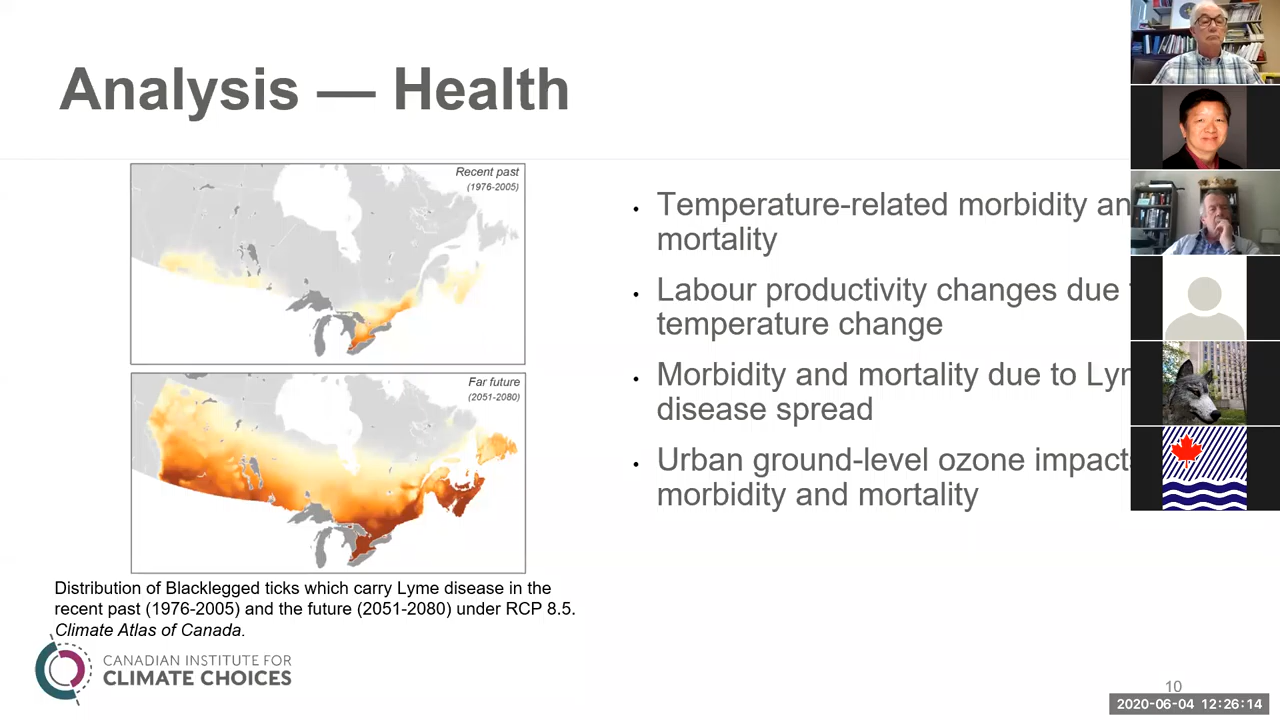 Analysis — Health
Recent past
(1976-2005)
Far future
(2051-2080)
Distribution of Blacklegged ticks which carry Lyme disease in the
recent past (1976-2005) and the future (2051-2080) under RCP 8.5.
Climate Atlas of Canada.
• Temperature-related morbidity an
mortality
• Labour productivity changes due
temperature change
• Morbidity and mortality due to Lyr
disease spread
• Urban ground-level ozone impact
morbidity and mortality
CANADIAN INSTITUTE FOR
CLIMATE CHOICES
10
2020-06-04 12:26:14